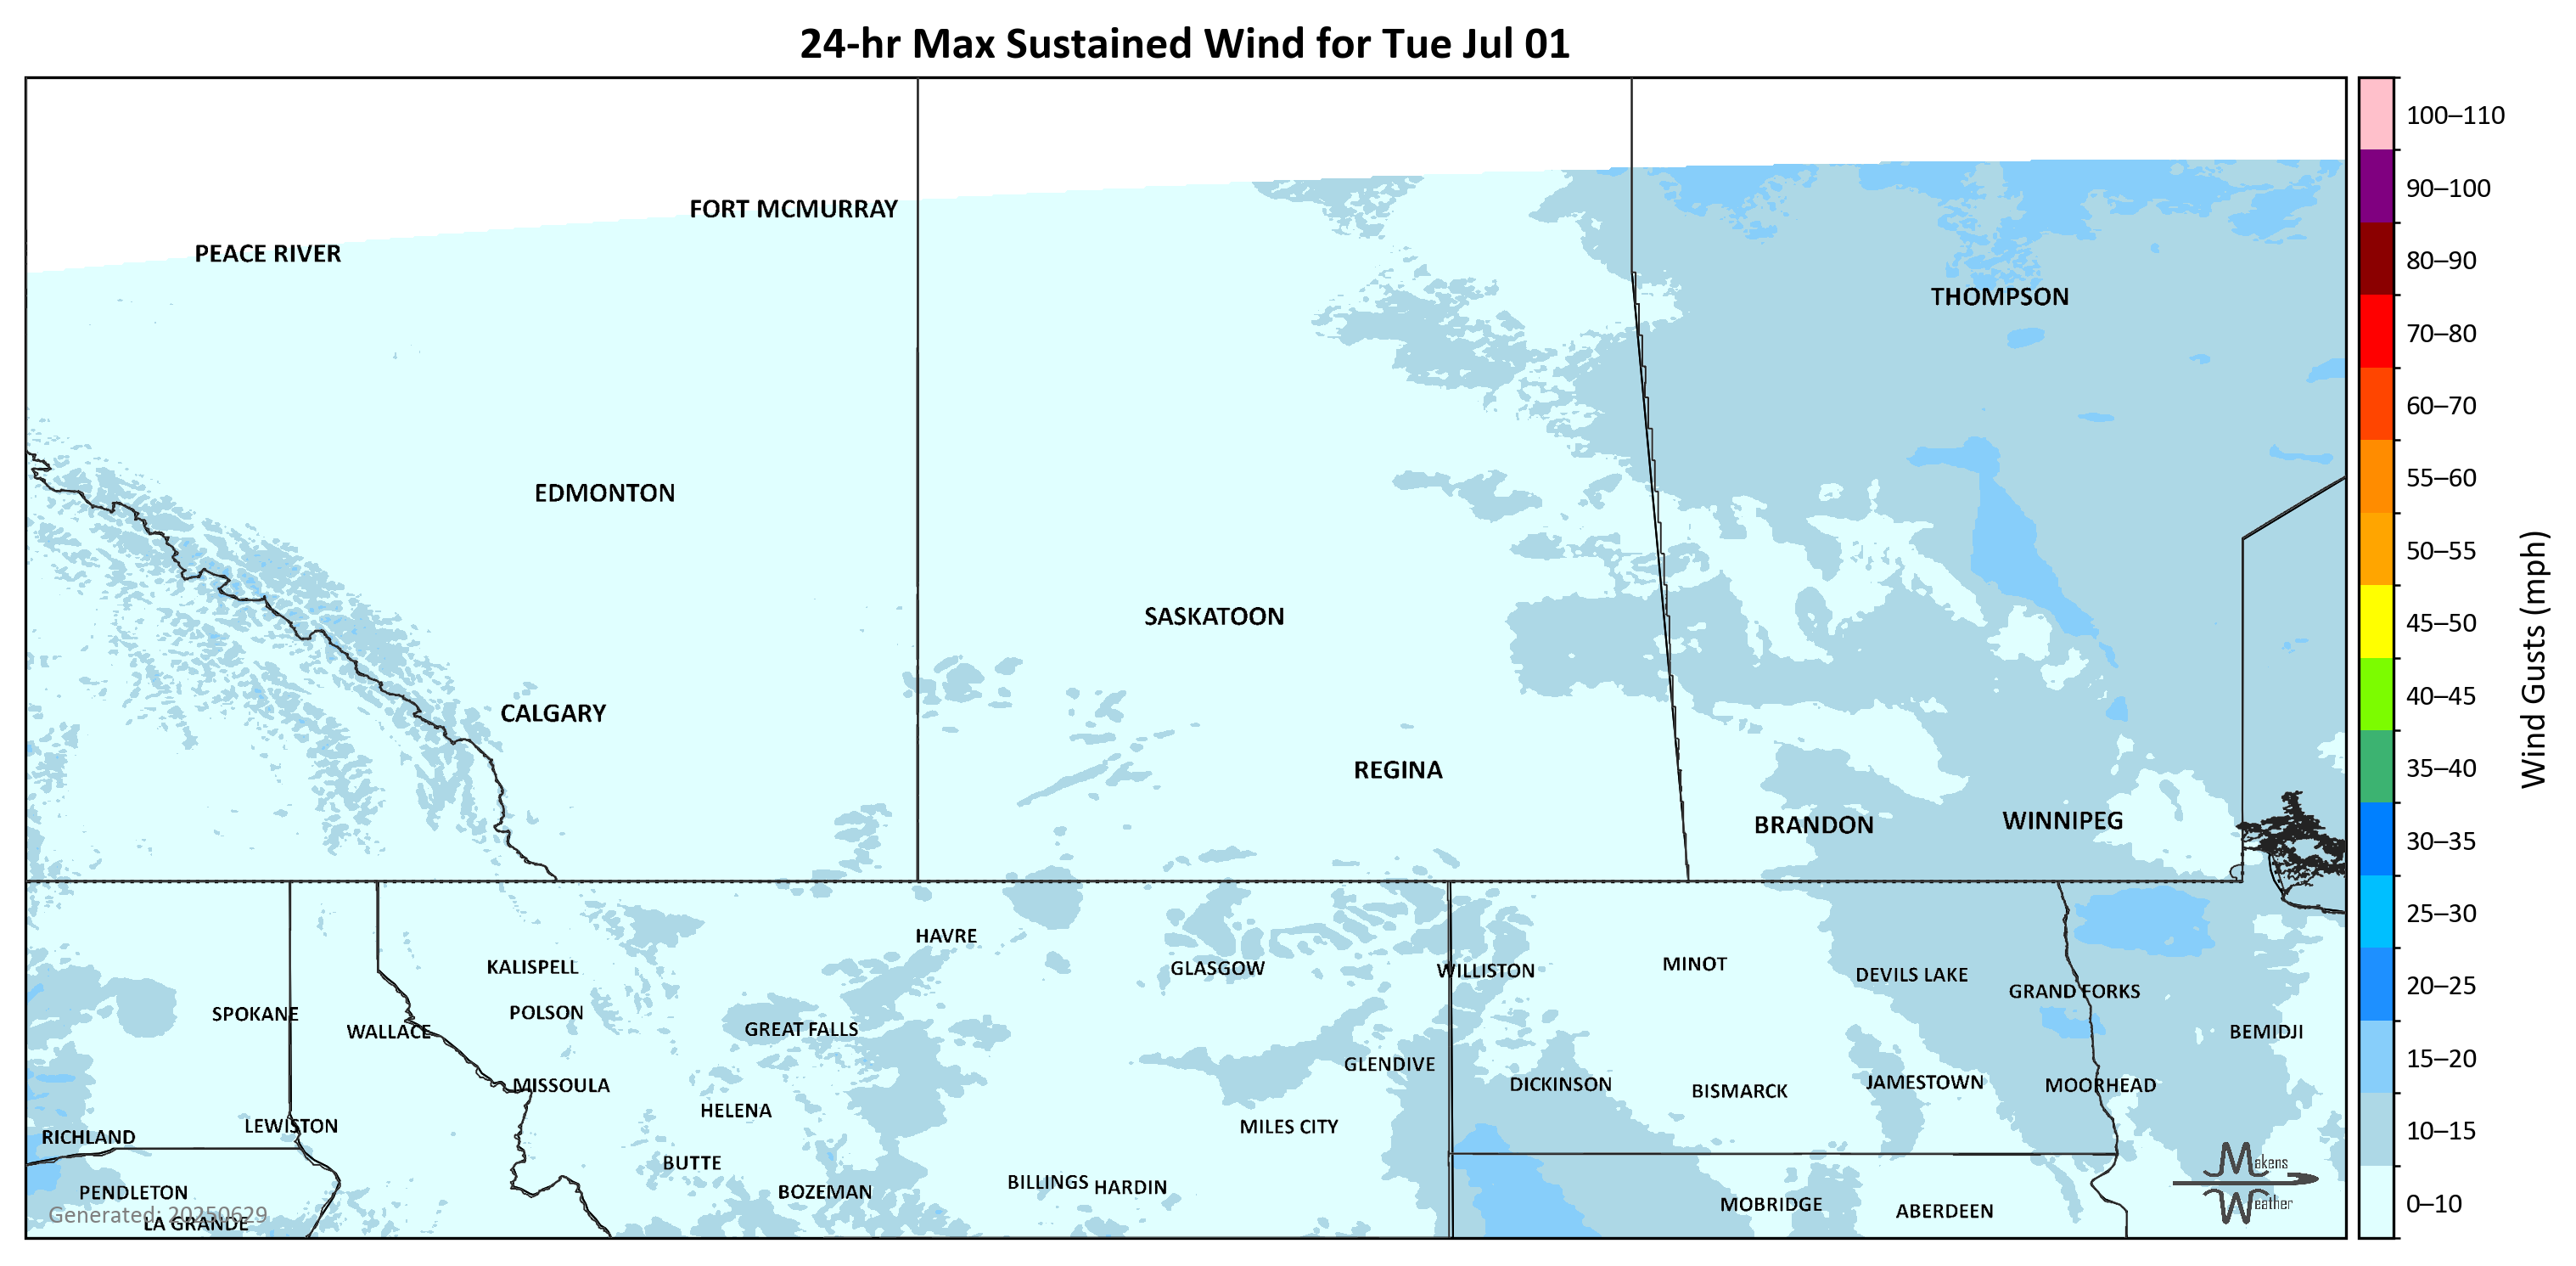 24-hr Max Sustained Wind for Tue Jul 01
100–110
90–100
80–90
70–80
60–70
55–60
50–55
45–50
40–45
35–40
30–35
25–30
20–25
15–20
10–15
0–10
Wind Gusts (mph)
FORT MCMURRAY
PEACE RIVER
THOMPSON
EDMONTON
SASKATOON
CALGARY
REGINA
BRANDON
WINNIPEG
HAVRE
KALISPELL
GLASGOW
WILLISTON
MINOT
DEVILS LAKE
GRAND FORKS
SPOKANE
POLSON
WALLACE
GREAT FALLS
BEMIDJI
GLENDIVE
MISSOULA
DICKINSON
BISMARCK
JAMESTOWN
MOORHEAD
HELENA
LEWISTON
MILES CITY
RICHLAND
BUTTE
PENDLETON
BOZEMAN
BILLINGS
HARDIN
MOBRIDGE
ABERDEEN
Generated: 20250629
LA GRANDE
Makens
Weather